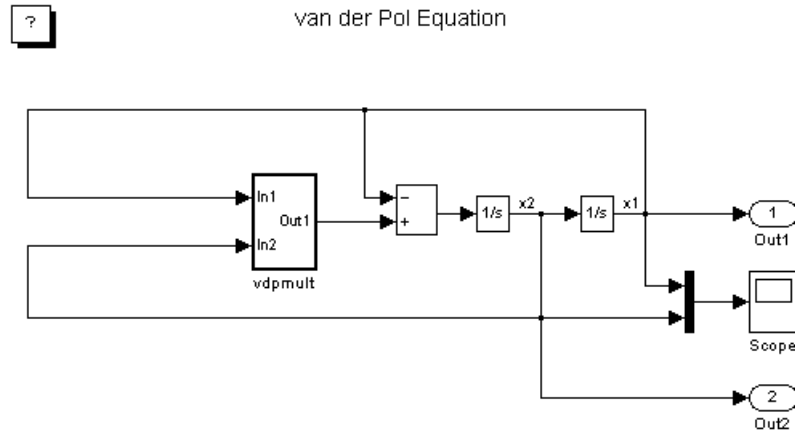 ?
van der Pol Equation
In1
Out1
In2
vdpmult
−
+
1/s
x2
1/s
x1
1
Out1
Scope
2
Out2